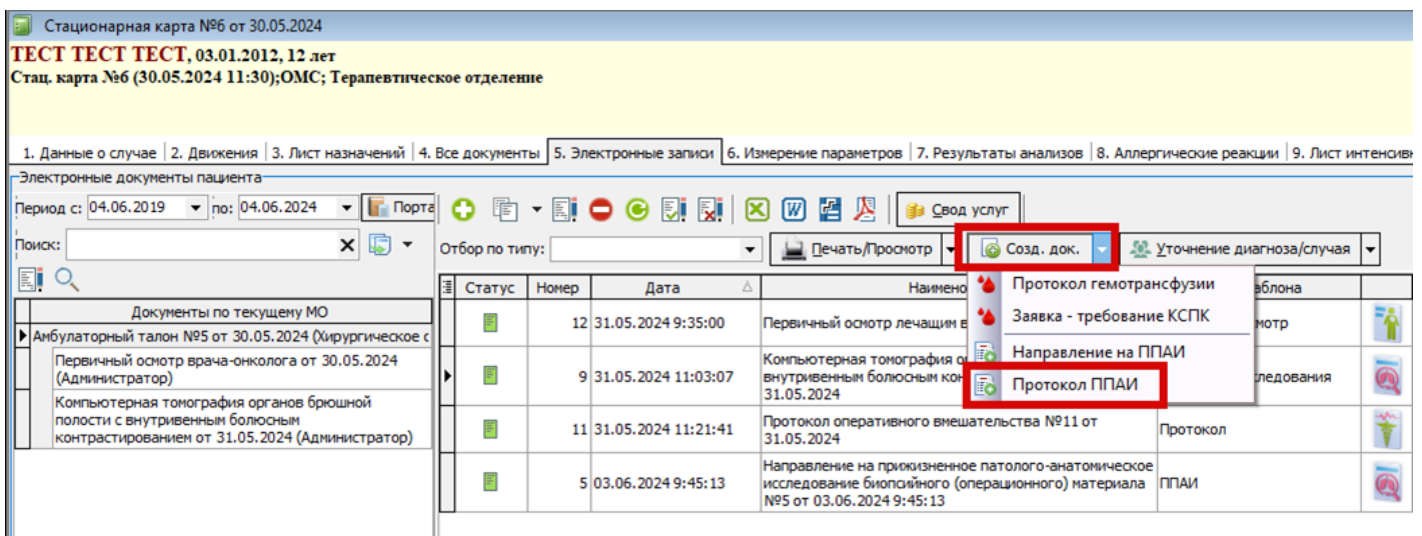 Стационарная карта №6 от 30.05.2024
ТЕСТ ТЕСТ ТЕСТ, 03.01.2012, 12 лет
Стац. карта №6 (30.05.2024 11:30);ОМС; Терапевтическое отделение
1. Данные о случае 2. Движения 3. Лист назначений 4. Все документы 5. Электронные записи 6. Измерение параметров 7. Результаты анализов 8. Аллергические реакции 9. Лист интенсивн
Электронные документы пациента
Период с: 04.06.2019 по: 04.06.2024 Порта
Свод услуг
Поиск:
Отбор по типу: Печать/Просмотр Созд. док. Уточнение диагноза/случая
Протокол гемотрансфузии
Заявка - требование КСПК
Направление на ППАИ
Протокол ППАИ
Документы по текущему МО
Амбулаторный талон №5 от 30.05.2024 (Хирургическое с
Первичный осмотр врача-онколога от 30.05.2024
(Администратор)
Компьютерная томография органов брюшной
полости с внутривенным болюсным
контрастированием от 31.05.2024 (Администратор)
Статус Номер Дата Наимено аблона
12 31.05.2024 9:35:00 Первичный осмотр лечащим в мотр
9 31.05.2024 11:03:07 Компьютерная томография о
внутривенным болюсным кон следования
31.05.2024
11 31.05.2024 11:21:41 Протокол оперативного вмешательства №11 от
31.05.2024 Протокол
5 03.06.2024 9:45:13 Направление на прижизненное патолого-анатомическое
исследование биопсийного (операционного) материала ППАИ
№5 от 03.06.2024 9:45:13